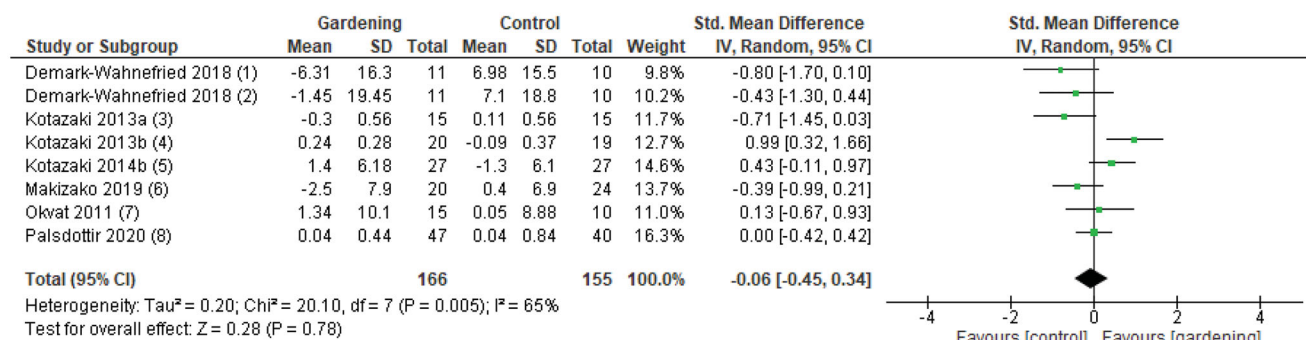 Gardening Control Std. Mean Difference Std. Mean Difference
Study or Subgroup Mean SD Total Mean SD Total Weight IV, Random, 95% CI IV, Random, 95% CI
Demark-Wahnefried 2018 (1) -6.31 16.3 11 6.98 15.5 10 9.8% -0.80 [-1.70, 0.10]
Demark-Wahnefried 2018 (2) -1.45 19.45 11 7.1 18.8 10 10.2% -0.43 [-1.30, 0.44]
Kotazaki 2013a (3) -0.3 0.56 15 0.11 0.56 15 11.7% -0.71 [-1.45, 0.03]
Kotazaki 2013b (4) 0.24 0.28 20 -0.09 0.37 19 12.7% 0.99 [0.32, 1.66]
Kotazaki 2014b (5) 1.4 6.18 27 -1.3 6.1 27 14.6% 0.43 [-0.11, 0.97]
Makizako 2019 (6) -2.5 7.9 20 0.4 6.9 24 13.7% -0.39 [-0.99, 0.21]
Okvat 2011 (7) 1.34 10.1 15 0.05 8.88 10 11.0% 0.13 [-0.67, 0.93]
Palsdottir 2020 (8) 0.04 0.44 47 0.04 0.84 40 16.3% 0.00 [-0.42, 0.42]
Total (95% CI) 166 155 100.0% -0.06 [-0.45, 0.34]
Heterogeneity: Tau² = 0.20; Chi² = 20.10, df = 7 (P = 0.005); I² = 65%
Test for overall effect: Z = 0.28 (P = 0.78)
-4 -2 0 2 4
Favours [control] Favours [gardening]